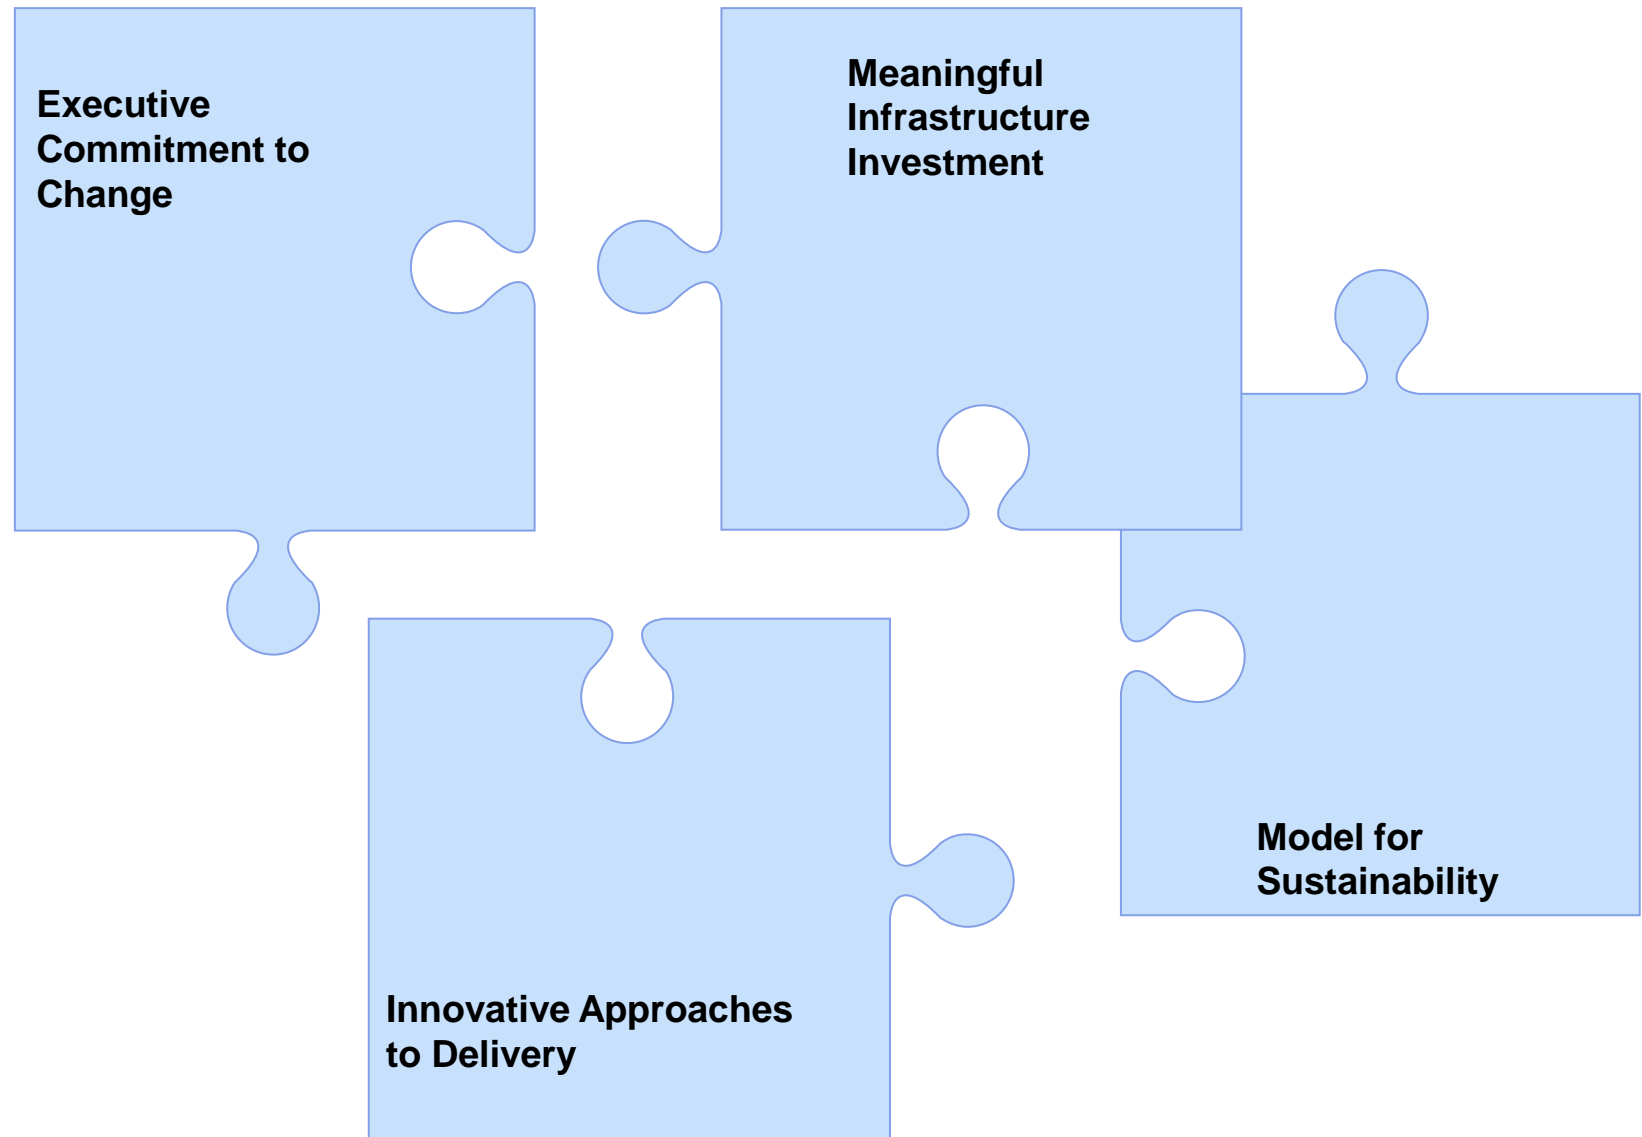 Executive
Commitment to
Change
Meaningful
Infrastructure
Investment
Model for
Sustainability
Innovative Approaches
to Delivery